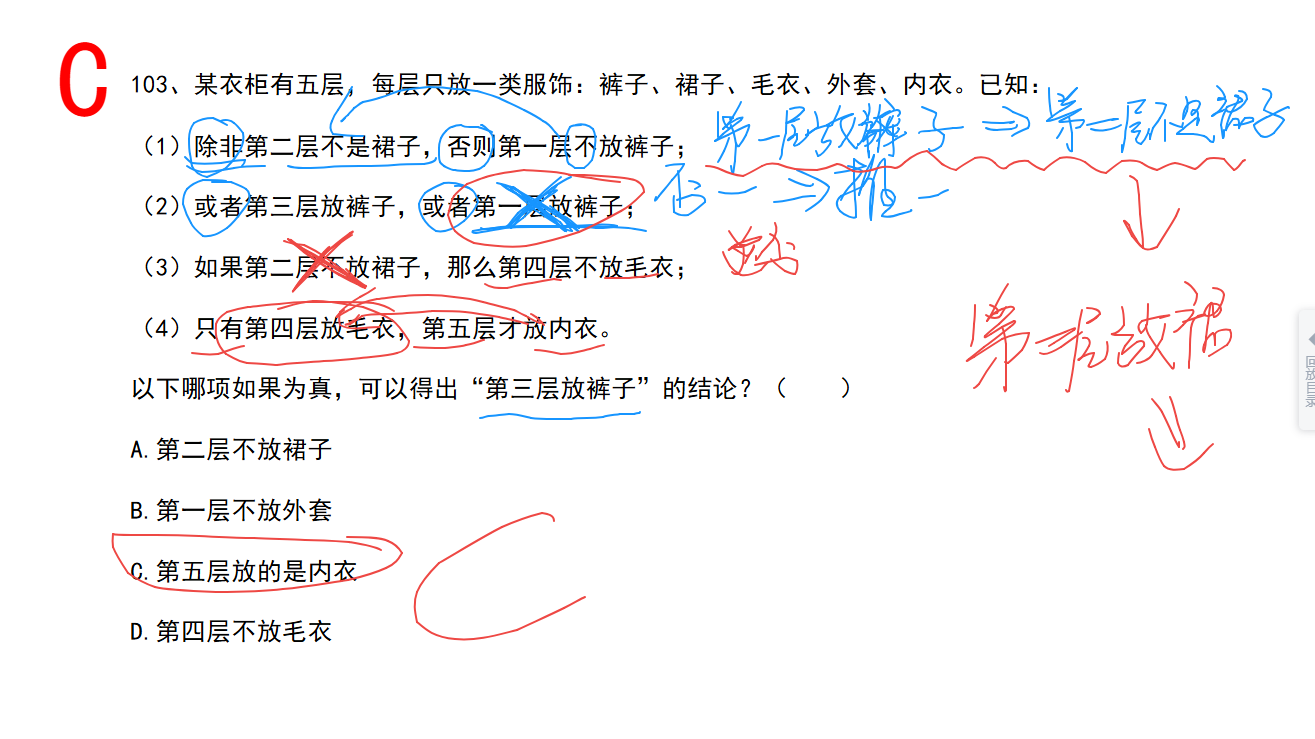 C
103、某衣柜有五层，每层只放一类服饰：裤子、裙子、毛衣、外套、内衣。已知：
（1）除非第二层不是裙子，否则第一层不放裤子；
第一层放裤子⇒第二层不是裙子
（2）或者第三层放裤子，或者第一层放裤子；
否一⇒推一
（3）如果第二层不放裙子，那么第四层不放毛衣；
（4）只有第四层放毛衣，第五层才放内衣。
第二层放裙
以下哪项如果为真，可以得出“第三层放裤子”的结论？（　　）
A.第二层不放裙子
B.第一层不放外套
C.第五层放的是内衣
D.第四层不放毛衣
回放目录